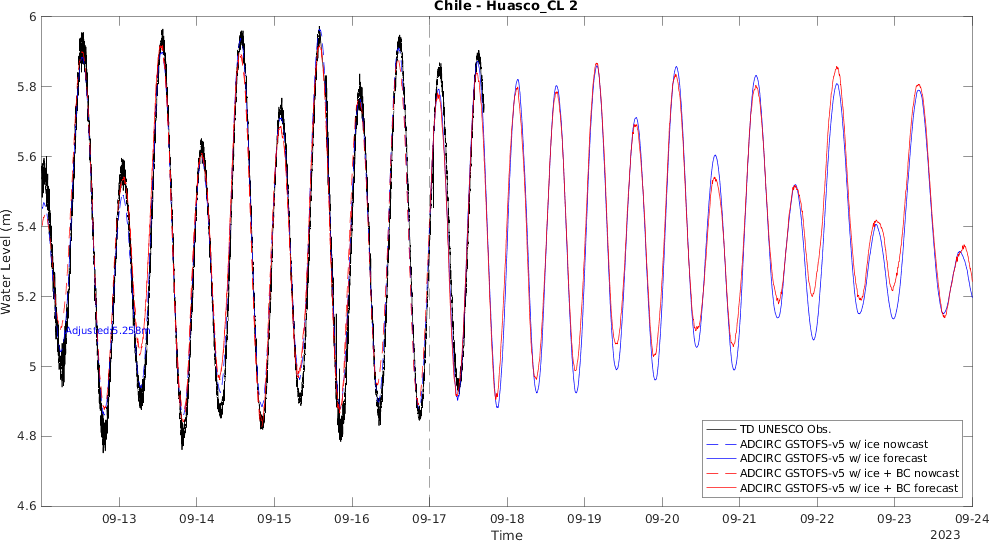 Chile - Huasco_CL 2
Water Level (m)
6
5.8
5.6
5.4
5.2
5
4.8
4.6
Adjusted:5.258m
TD UNESCO Obs.
ADCIRC GSTOFS-v5 w/ ice nowcast
ADCIRC GSTOFS-v5 w/ ice forecast
ADCIRC GSTOFS-v5 w/ ice + BC nowcast
ADCIRC GSTOFS-v5 w/ ice + BC forecast
09-13 09-14 09-15 09-16 09-17 09-18 09-19 09-20 09-21 09-22 09-23 09-24
Time
2023